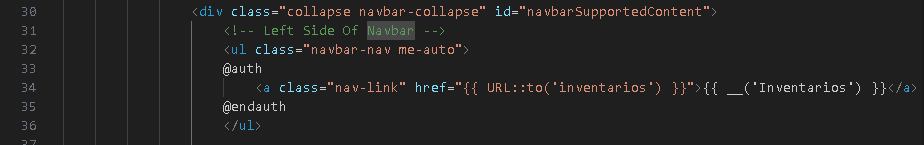 30 <div class="collapse navbar-collapse" id="navbarSupportedContent">
31 <!-- Left Side Of Navbar -->
32 <ul class="navbar-nav me-auto">
33 @auth
34 <a class="nav-link" href="{{ URL::to('inventarios') }}">{{ __('Inventarios') }}</a>
35 @endauth
36 </ul>
37